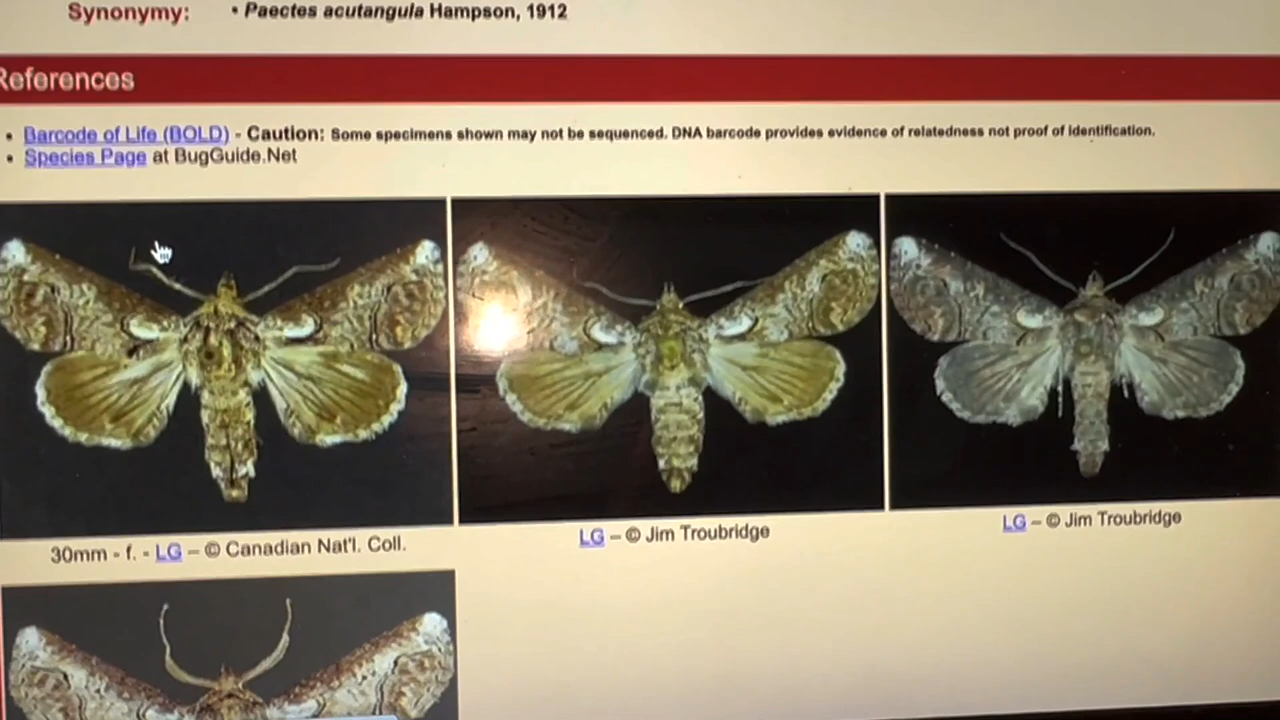 Synonymy: • Paectes acutangula Hampson, 1912
References
• Barcode of Life (BOLD) - Caution: Some specimens shown may not be sequenced. DNA barcode provides evidence of relatedness not proof of identification.
• Species Page at BugGuide.Net
30mm - f. - LG – © Canadian Nat'l. Coll.
LG – © Jim Troubridge
LG – © Jim Troubridge